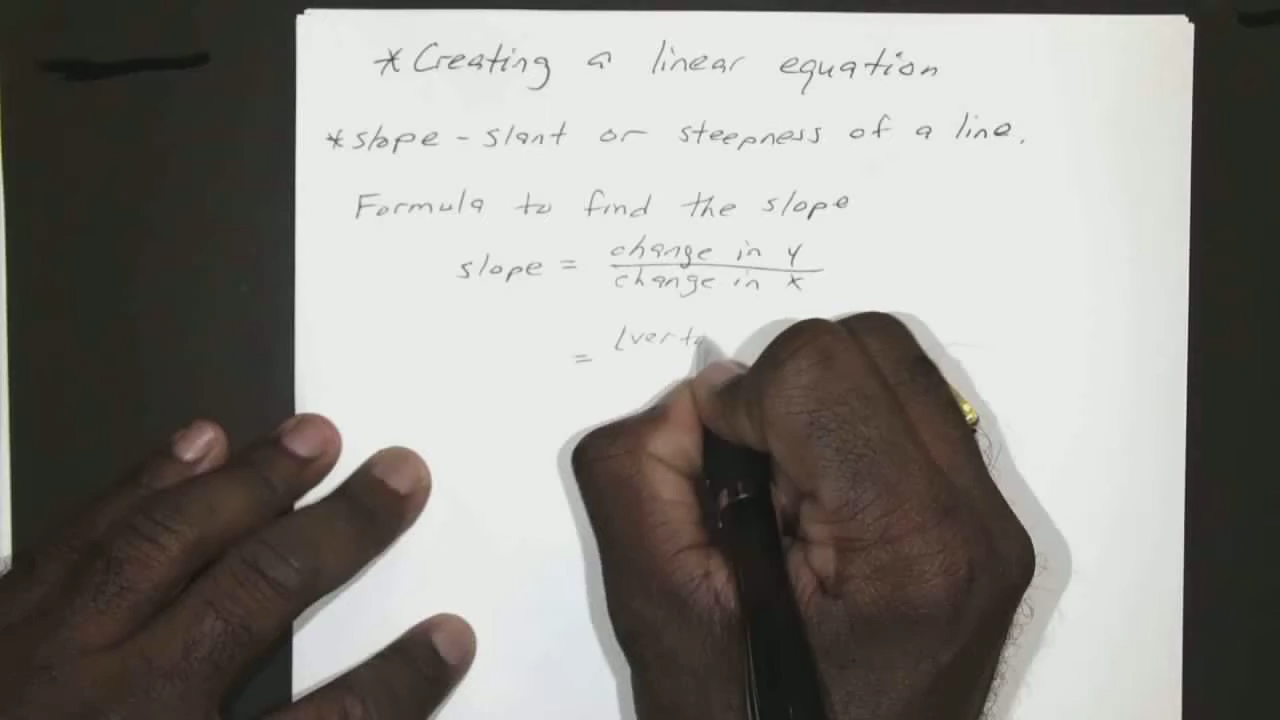 *Creating a linear equation
*slope - slant or steepness of a line.
Formula to find the slope
slope = change in y
change in x
= (vert